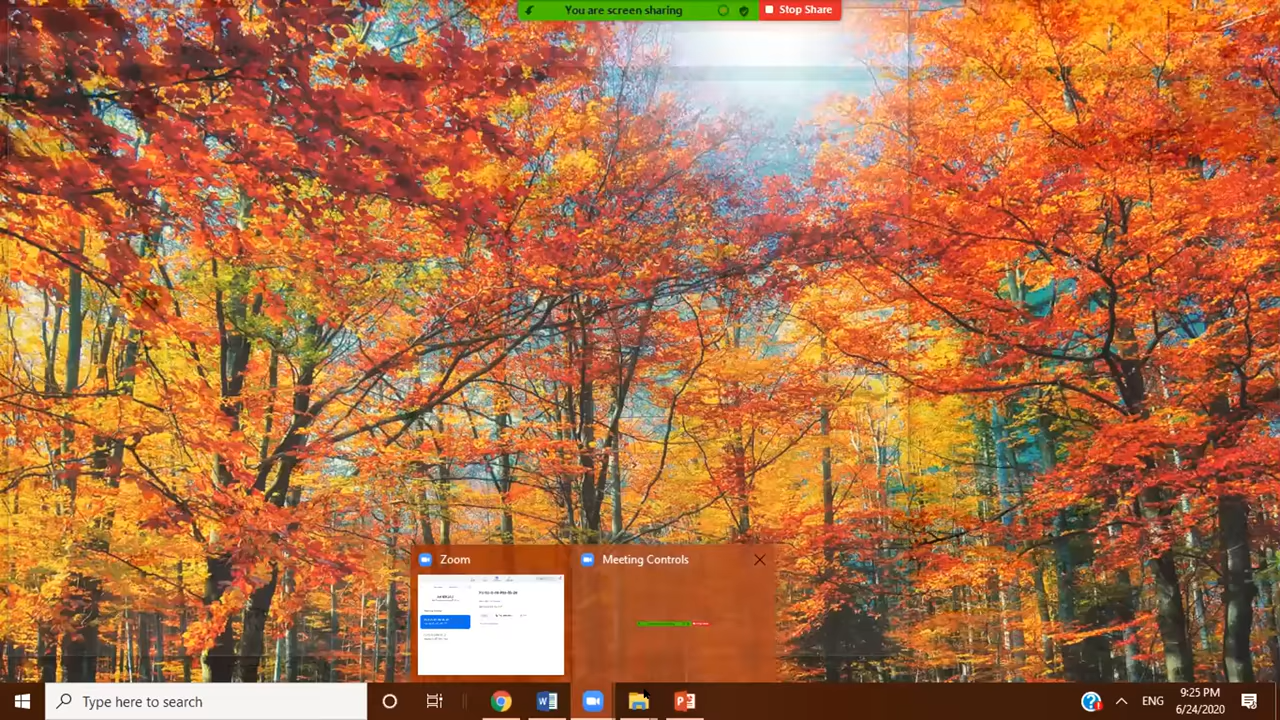 You are screen sharing
Stop Share
Zoom
Meeting Controls
Type here to search
ENG
9:25 PM
6/24/2020